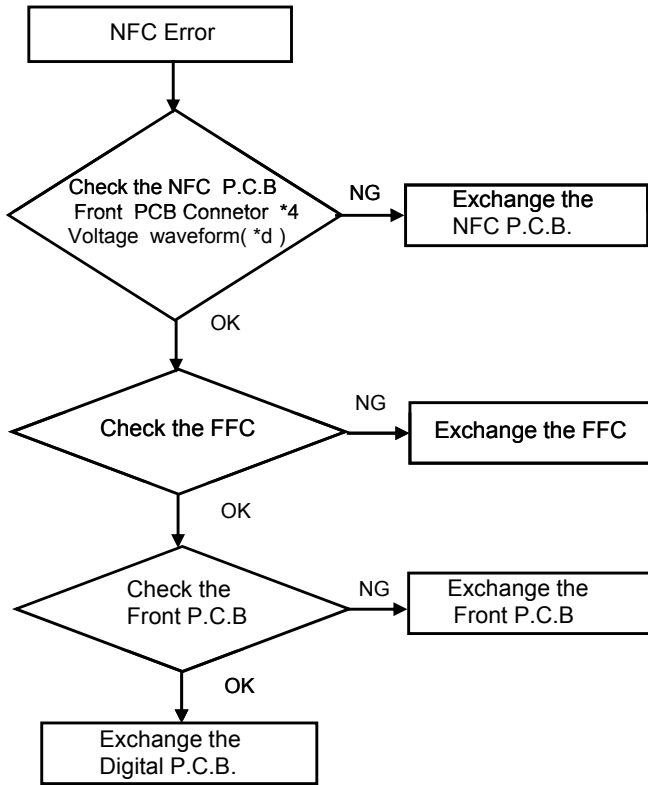 NFC Error
Check the NFC P.C.B
Front PCB Connetor *4
Voltage waveform( *d )
NG
Exchange the
NFC P.C.B.
OK
Check the FFC
NG
Exchange the FFC
OK
Check the
Front P.C.B
NG
Exchange the
Front P.C.B
OK
Exchange the
Digital P.C.B.